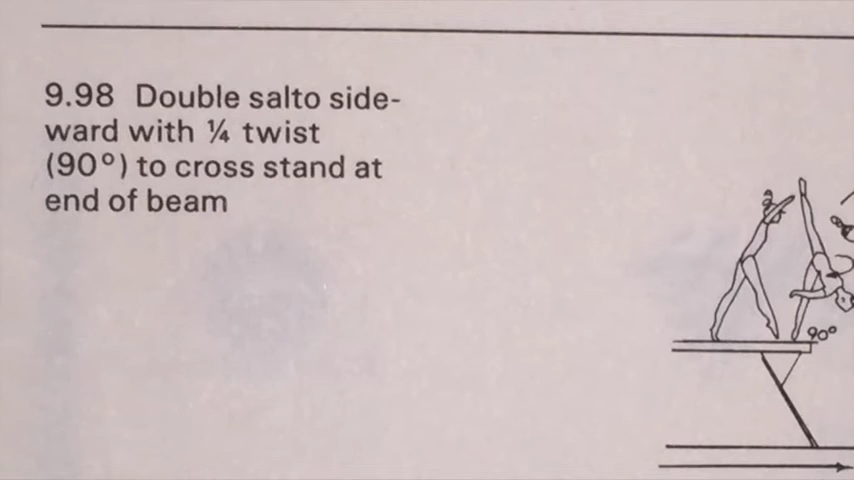 9.98 Double salto side-
ward with ¼ twist
(90°) to cross stand at
end of beam
90°